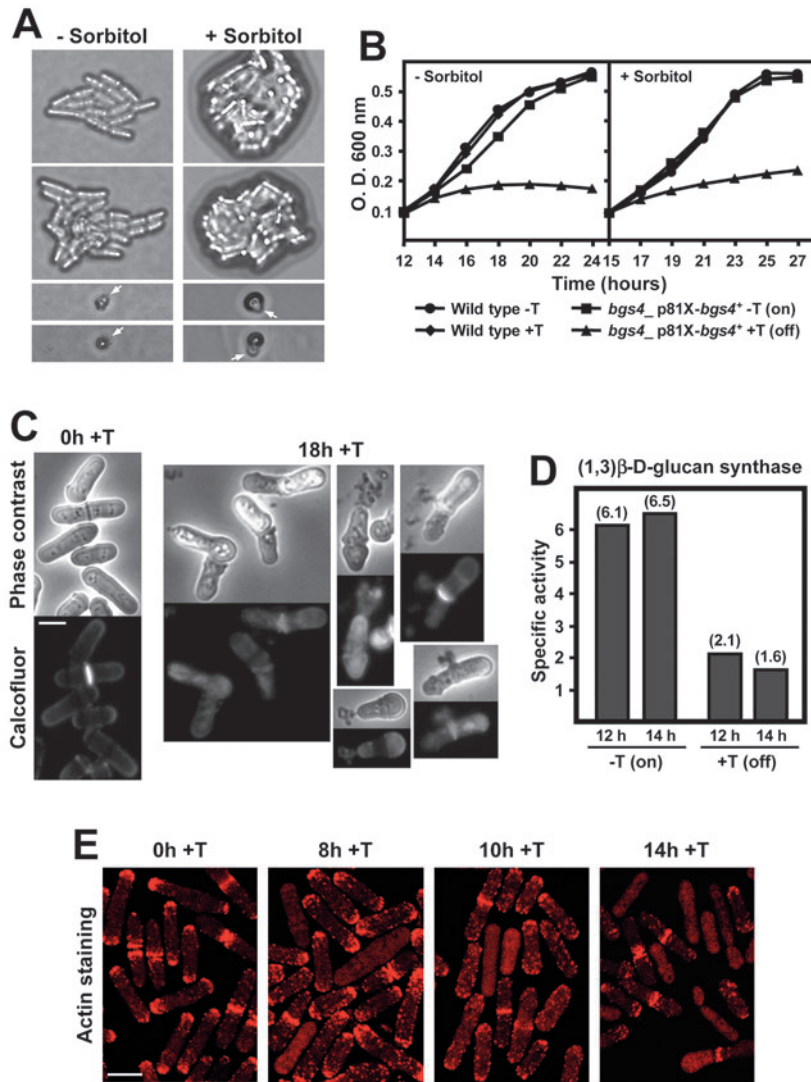 A
- Sorbitol + Sorbitol
B
- Sorbitol + Sorbitol
O. D. 600 nm
0.5
0.4
0.3
0.2
0.1
12 14 16 18 20 22 24 15 17 19 21 23 25 27
Time (hours)
Wild type -T bgs4_ p81X-bgs4+ -T (on)
Wild type +T bgs4_ p81X-bgs4+ +T (off)
C
0h +T
18h +T
Phase contrast
Calcofluor
D
(1,3)β-D-glucan synthase
Specific activity
6
5
4
3
2
1
(6.1) (6.5) (2.1) (1.6)
12 h 14 h 12 h 14 h
-T (on) +T (off)
E
0h +T 8h +T 10h +T 14h +T
Actin staining